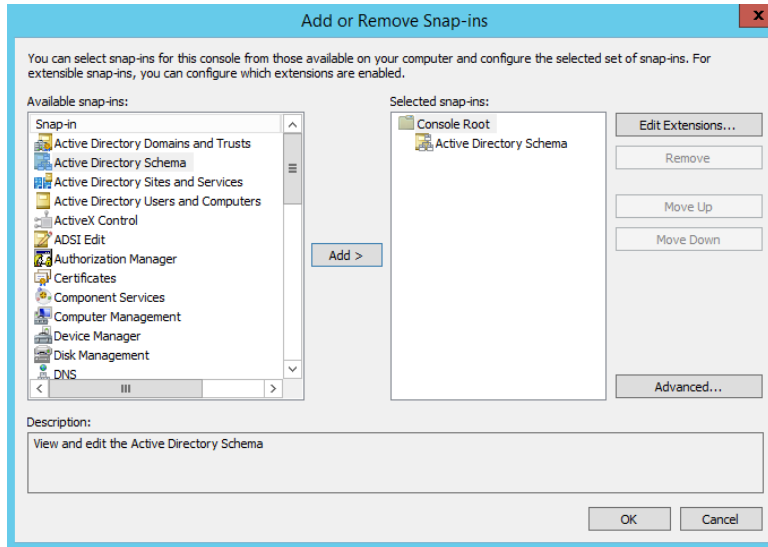 Add or Remove Snap-ins
x
You can select snap-ins for this console from those available on your computer and configure the selected set of snap-ins. For
extensible snap-ins, you can configure which extensions are enabled.
Available snap-ins:
Snap-in
Active Directory Domains and Trusts
Active Directory Schema
Active Directory Sites and Services
Active Directory Users and Computers
ActiveX Control
ADSI Edit
Authorization Manager
Certificates
Component Services
Computer Management
Device Manager
Disk Management
DNS
Add >
Selected snap-ins:
Console Root
Active Directory Schema
Edit Extensions...
Remove
Move Up
Move Down
Advanced...
Description:
View and edit the Active Directory Schema
OK
Cancel